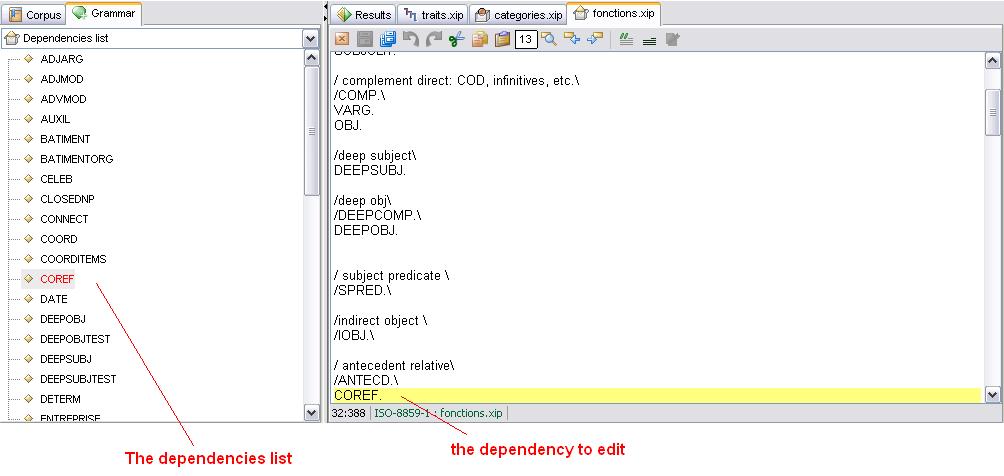 Corpus
Grammar
Dependencies list
ADJARG
ADJMOD
ADVMOD
AUXIL
BATIMENT
BATIMENTORG
CELEB
CLOSEDNP
CONNECT
COORD
COORDITEMS
COREF
DATE
DEEPOBJ
DEEPOBJTEST
DEEPSUBJ
DEEPSUBJTEST
DETERM
ENTREPRISE
Results
traits.xip
categories.xip
fonctions.xip
13
/ complement direct: COD, infinitives, etc.\
/COMP.\
VARG.
OBJ.
/deep subject\
DEEPSUBJ.
/deep obj\
/DEEPCOMP.\
DEEPOBJ.
/ subject predicate \
/SPRED.\
/indirect object \
/IOBJ.\
/ antecedent relative\
/ANTECD.\
COREF.
32:388 ISO-8859-1 : fonctions.xip
The dependencies list
the dependency to edit